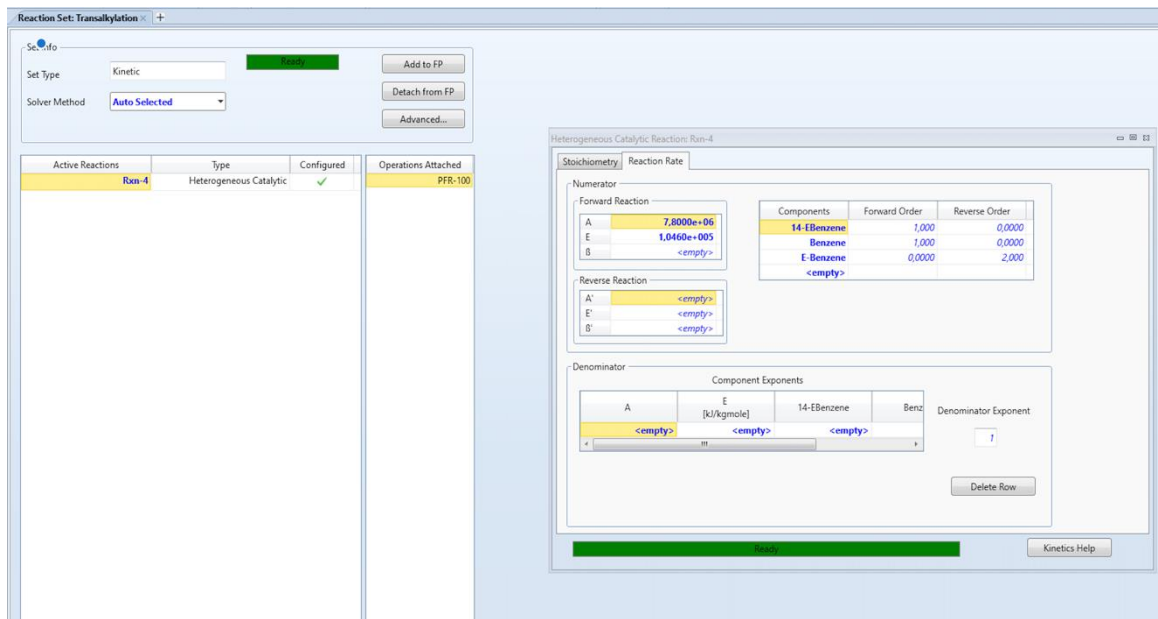 Reaction Set: Transalkylation × +
Set Info
Set Type Kinetic Ready Add to FP
Solver Method Auto Selected Detach from FP
Advanced...
Active Reactions Type Configured Operations Attached
Rxn-4 Heterogeneous Catalytic ✓ PFR-100
Heterogeneous Catalytic Reaction: Rxn-4
Stoichiometry Reaction Rate
Numerator
Forward Reaction
A 7,8000e+06
E 1,0460e+005
ß <empty>
Components Forward Order Reverse Order
14-EBenzene 1,000 0,0000
Benzene 1,000 0,0000
E-Benzene 0,0000 2,000
<empty>
Reverse Reaction
A' <empty>
E' <empty>
ß' <empty>
Denominator
Component Exponents
A E [kJ/kgmole] 14-EBenzene Benz
<empty> <empty> <empty>
Denominator Exponent
1
Delete Row
Ready Kinetics Help